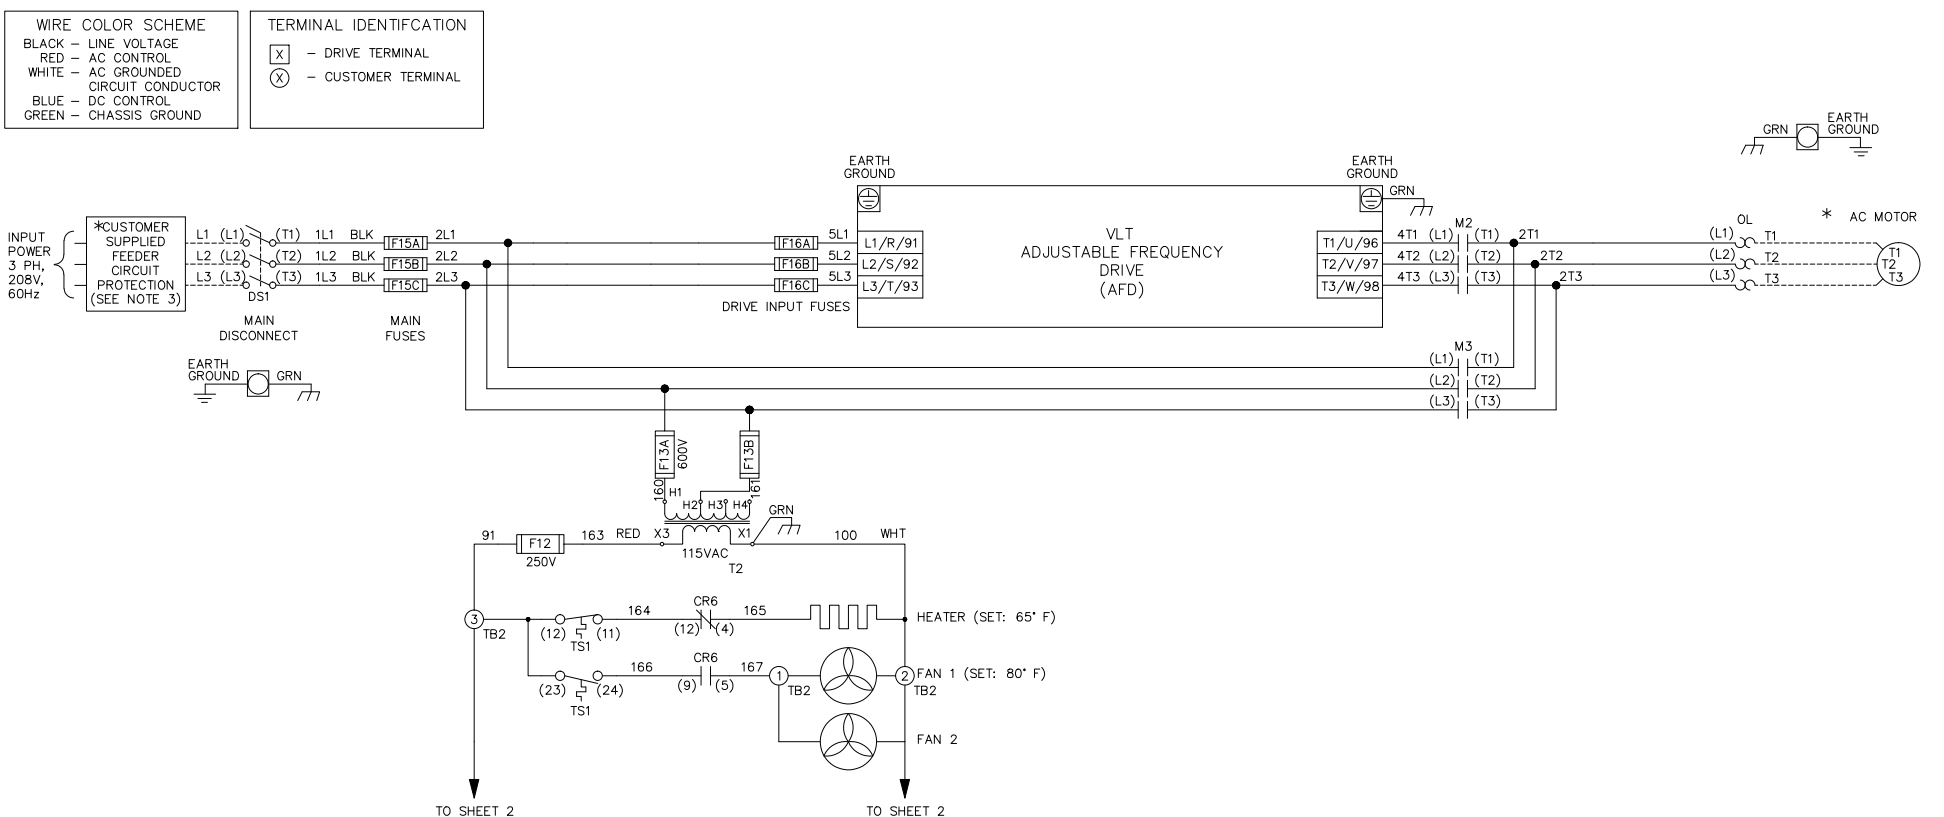 WIRE COLOR SCHEME
BLACK – LINE VOLTAGE
RED – AC CONTROL
WHITE – AC GROUNDED
CIRCUIT CONDUCTOR
BLUE – DC CONTROL
GREEN – CHASSIS GROUND
TERMINAL IDENTIFCATION
X – DRIVE TERMINAL
X – CUSTOMER TERMINAL
GRN
EARTH
GROUND
EARTH
GROUND
EARTH
GROUND
GRN
INPUT
POWER
3 PH,
208V,
60Hz
*CUSTOMER
SUPPLIED
FEEDER
CIRCUIT
PROTECTION
(SEE NOTE 3)
L1 (L1) (T1) 1L1 BLK F15A 2L1
L2 (L2) (T2) 1L2 BLK F15B 2L2
L3 (L3) (T3) 1L3 BLK F15C 2L3
DS1
MAIN
DISCONNECT
MAIN
FUSES
F16A 5L1 L1/R/91
F16B 5L2 L2/S/92
F16C 5L3 L3/T/93
DRIVE INPUT FUSES
VLT
ADJUSTABLE FREQUENCY
DRIVE
(AFD)
M2
T1/U/96 4T1 (L1) (T1) 2T1
T2/V/97 4T2 (L2) (T2) 2T2
T3/W/98 4T3 (L3) (T3) 2T3
OL
(L1) T1
(L2) T2
(L3) T3
* AC MOTOR
T1
T2
T3
M3
(L1) (T1)
(L2) (T2)
(L3) (T3)
EARTH
GROUND
GRN
F13A
600V
F13B
160
161
H1
H2 H3 H4
GRN
91 F12 163 RED X3 X1 100 WHT
250V
115VAC
T2
3
TB2
(12) (11)
TS1
164
CR6
(12) (4)
165
HEATER (SET: 65° F)
(23) (24)
TS1
166
CR6
(9) (5)
167
1
TB2
2
TB2
FAN 1 (SET: 80° F)
FAN 2
TO SHEET 2
TO SHEET 2